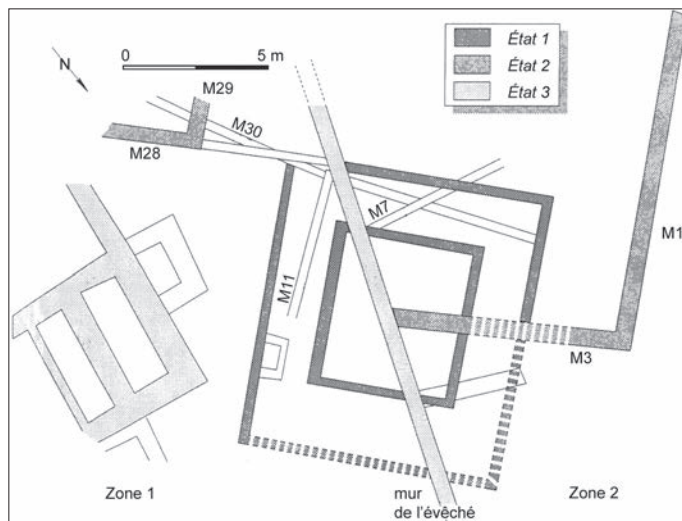 N
0 5 m
État 1
État 2
État 3
M29
M30
M28
M7
M11
M1
M3
Zone 1
mur
de l'évêché
Zone 2